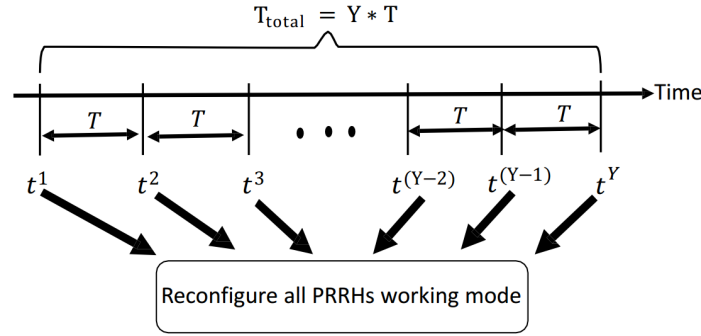 T_total = Y * T
Time
T T • • • T T
t^1 t^2 t^3 t^(Y−2) t^(Y−1) t^Y
Reconfigure all PRRHs working mode